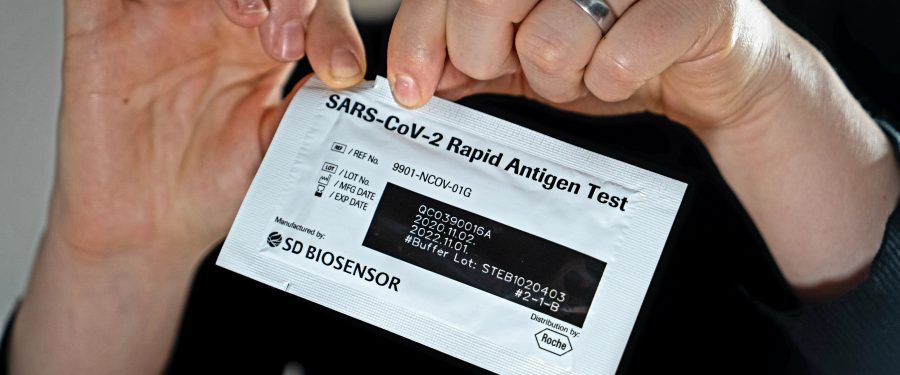 SARS-CoV-2 Rapid Antigen Test
REF / REF No. 9901-NCOV-01G
LOT / LOT No. QCO390016A
/ MFG DATE 2020.11.02.
/ EXP DATE 2022.11.01.
#Buffer Lot: STEB1020403
#2-1-B
Manufactured by:
SD BIOSENSOR
Distribution by:
Roche